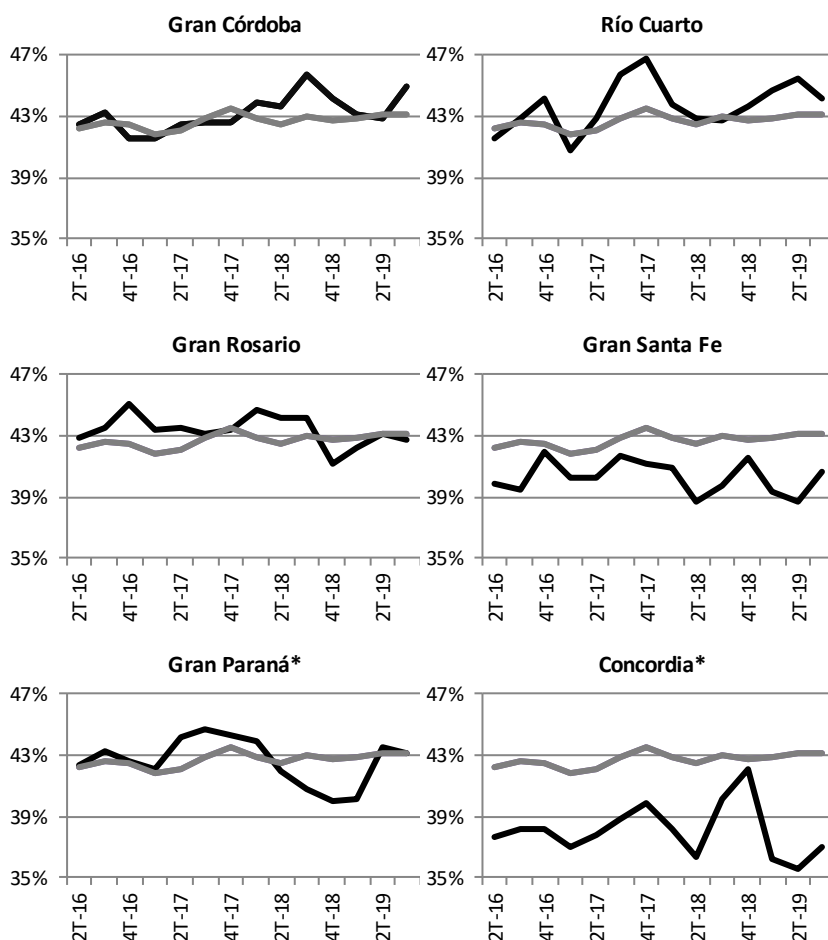 Gran Córdoba
47%
43%
39%
35%
2T-16
4T-16
2T-17
4T-17
2T-18
4T-18
2T-19
Río Cuarto
47%
43%
39%
35%
2T-16
4T-16
2T-17
4T-17
2T-18
4T-18
2T-19
Gran Rosario
47%
43%
39%
35%
2T-16
4T-16
2T-17
4T-17
2T-18
4T-18
2T-19
Gran Santa Fe
47%
43%
39%
35%
2T-16
4T-16
2T-17
4T-17
2T-18
4T-18
2T-19
Gran Paraná*
47%
43%
39%
35%
2T-16
4T-16
2T-17
4T-17
2T-18
4T-18
2T-19
Concordia*
47%
43%
39%
35%
2T-16
4T-16
2T-17
4T-17
2T-18
4T-18
2T-19